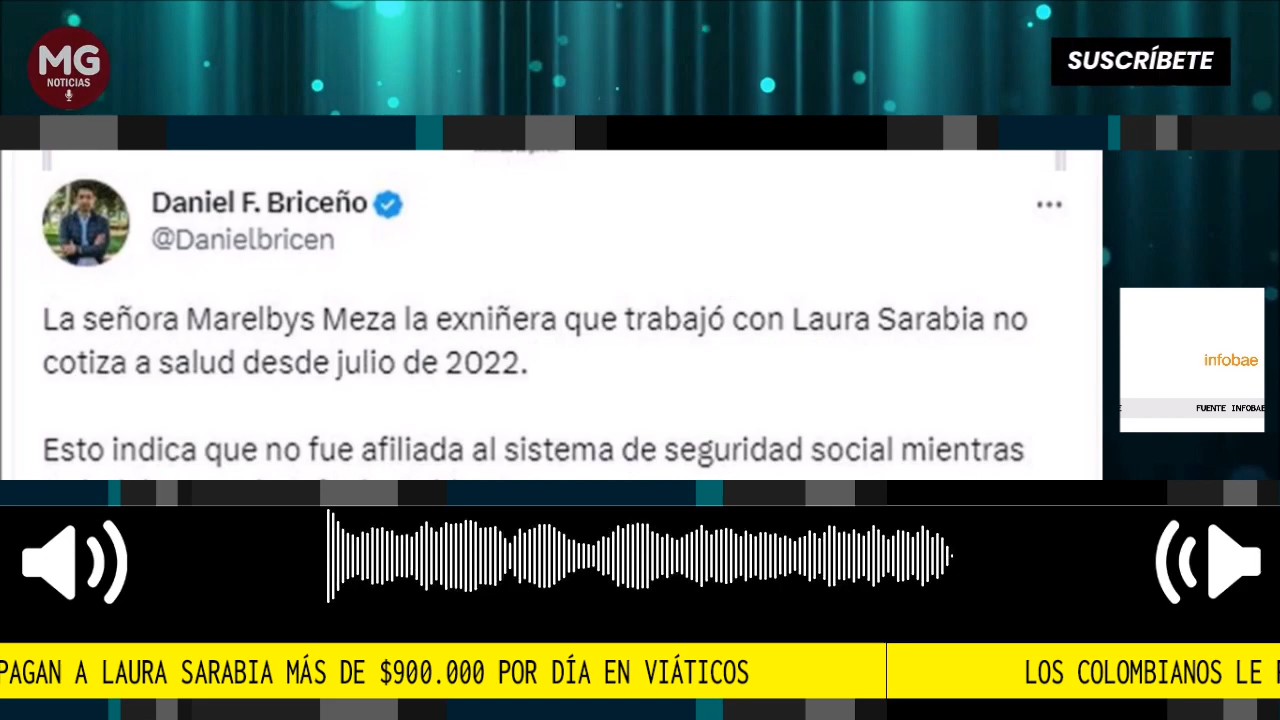 MG
NOTICIAS
SUSCRÍBETE
Daniel F. Briceño
@Danielbricen
La señora Marelbys Meza la exniñera que trabajó con Laura Sarabia no
cotiza a salud desde julio de 2022.
Esto indica que no fue afiliada al sistema de seguridad social mientras
infobae
FUENTE INFOBAE
PAGAN A LAURA SARABIA MÁS DE $900.000 POR DÍA EN VIÁTICOS
LOS COLOMBIANOS LE